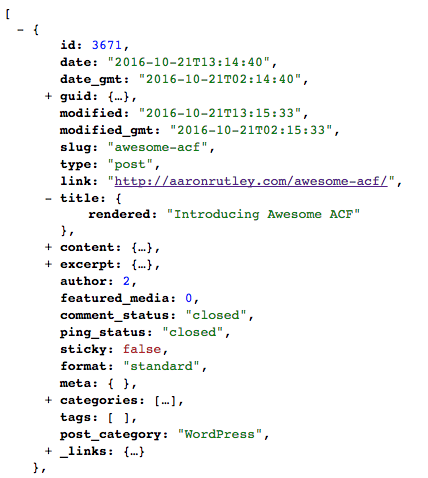 [
- {
id: 3671,
date: "2016-10-21T13:14:40",
date_gmt: "2016-10-21T02:14:40",
+ guid: {…},
modified: "2016-10-21T13:15:33",
modified_gmt: "2016-10-21T02:15:33",
slug: "awesome-acf",
type: "post",
link: "http://aaronrutley.com/awesome-acf/",
- title: {
rendered: "Introducing Awesome ACF"
},
+ content: {…},
+ excerpt: {…},
author: 2,
featured_media: 0,
comment_status: "closed",
ping_status: "closed",
sticky: false,
format: "standard",
meta: { },
+ categories: […],
tags: [ ],
post_category: "WordPress",
+ _links: {…}
},